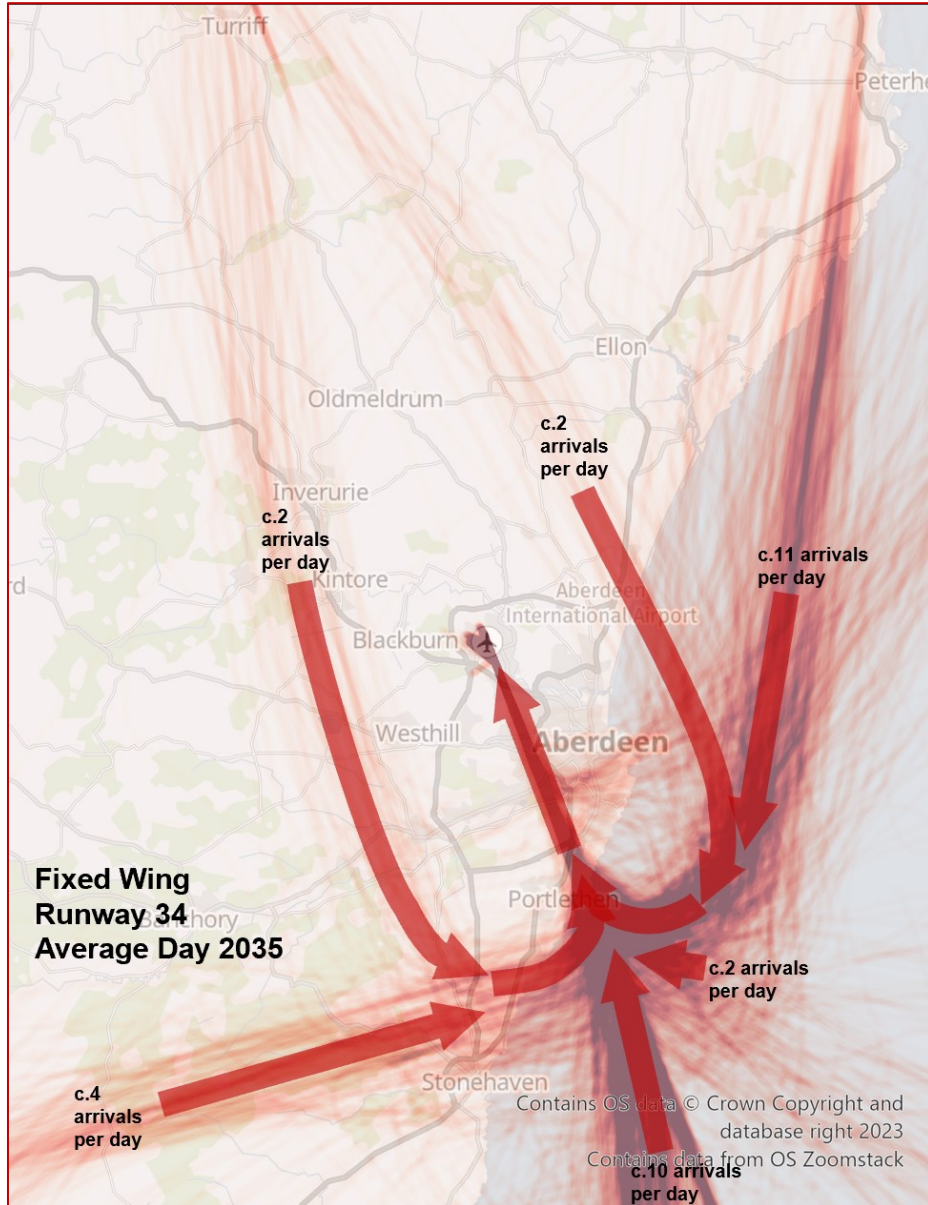 Turriff
Peterhe
Ellon
Oldmeldrum
c.2
arrivals
per day
Inverurie
c.2
arrivals
per day
c.11 arrivals
per day
Kintore
Aberdeen
International Airport
rd
Blackburn
Westhill
Aberdeen
Fixed Wing
Runway 34
Average Day 2035
Banchory
Portlethen
c.2 arrivals
per day
Stonehaven
c.4
arrivals
per day
Contains OS data © Crown Copyright and
database right 2023
Contains data from OS Zoomstack
c.10 arrivals
per day